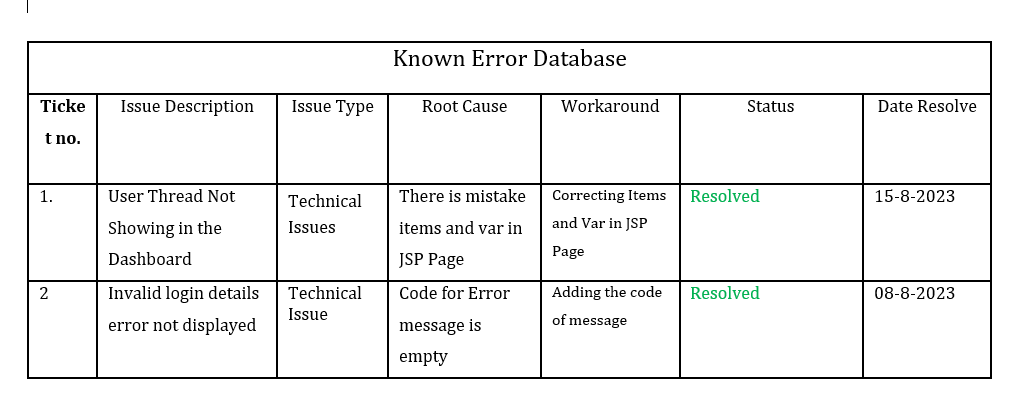 Known Error Database
Ticke
t no.
Issue Description
Issue Type
Root Cause
Workaround
Status
Date Resolve
1.
User Thread Not
Showing in the
Dashboard
Technical
Issues
There is mistake
items and var in
JSP Page
Correcting Items
and Var in JSP
Page
Resolved
15-8-2023
2
Invalid login details
error not displayed
Technical
Issue
Code for Error
message is
empty
Adding the code
of message
Resolved
08-8-2023